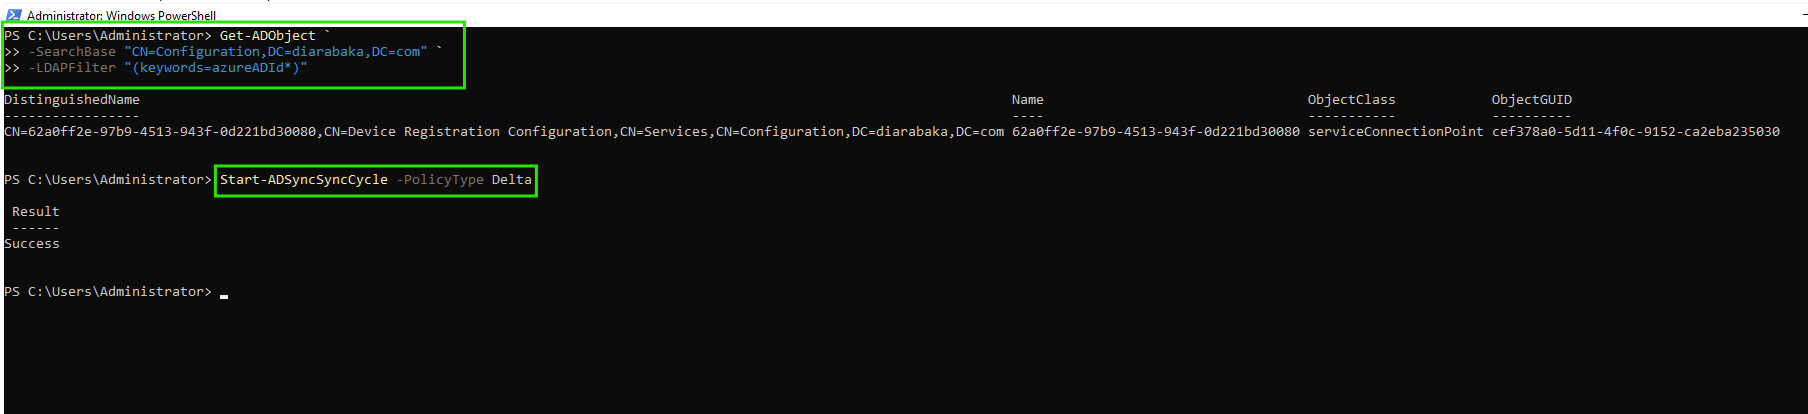 Administrator: Windows PowerShell
PS C:\Users\Administrator> Get-ADObject `
>> -SearchBase "CN=Configuration,DC=diarabaka,DC=com" `
>> -LDAPFilter "(keywords=azureADId*)"
DistinguishedName Name ObjectClass ObjectGUID
----------------- ---- ----------- ----------
CN=62a0ff2e-97b9-4513-943f-0d221bd30080,CN=Device Registration Configuration,CN=Services,CN=Configuration,DC=diarabaka,DC=com 62a0ff2e-97b9-4513-943f-0d221bd30080 serviceConnectionPoint cef378a0-5d11-4f0c-9152-ca2eba235030
PS C:\Users\Administrator> Start-ADSyncSyncCycle -PolicyType Delta
Result
------
Success
PS C:\Users\Administrator>